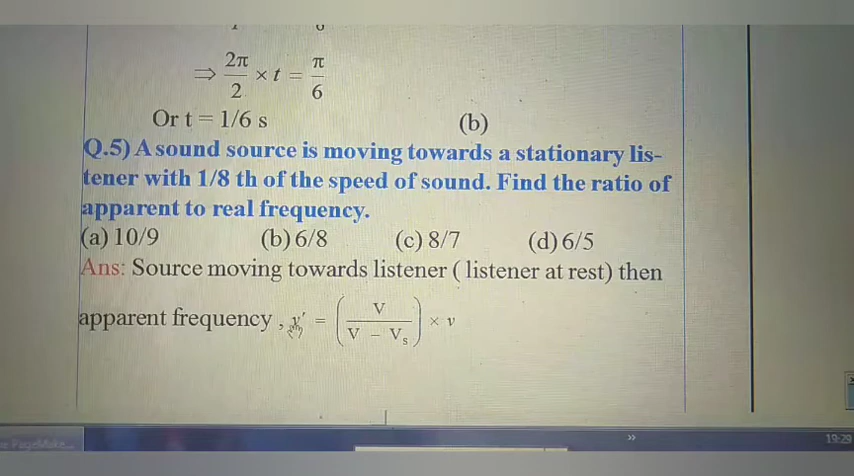 ⇒ 2π/2 × t = π/6
Or t = 1/6 s (b)
Q.5) A sound source is moving towards a stationary lis-
tener with 1/8 th of the speed of sound. Find the ratio of
apparent to real frequency.
(a) 10/9 (b) 6/8 (c) 8/7 (d) 6/5
Ans: Source moving towards listener ( listener at rest) then
apparent frequency , ν′ = (V/(V − Vs)) × ν
19:29